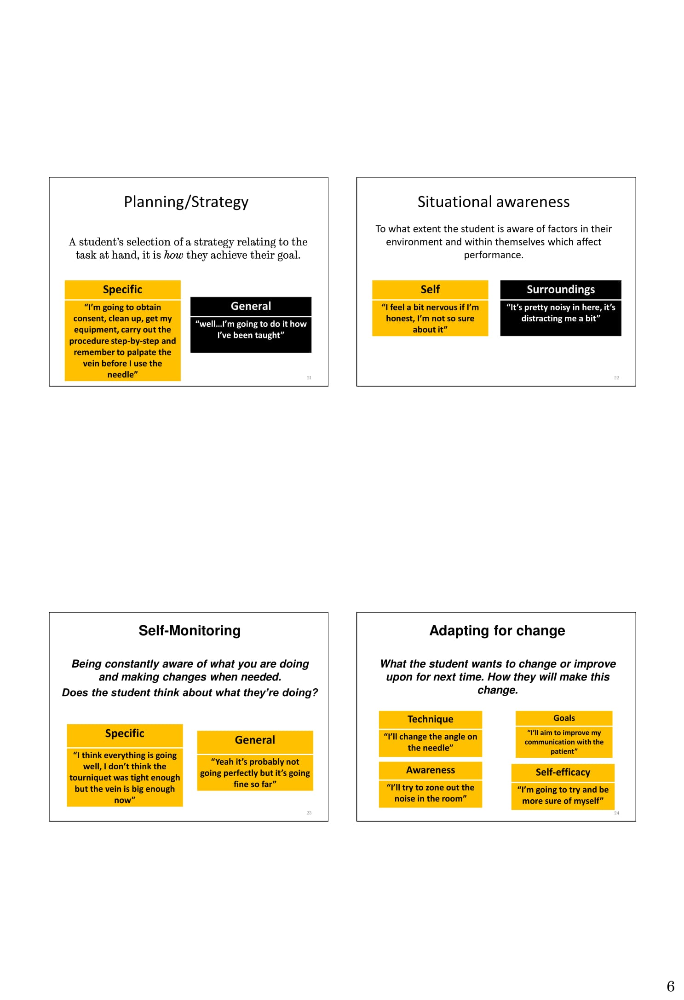 Planning/Strategy
A student’s selection of a strategy relating to the
task at hand, it is how they achieve their goal.
Specific
“I’m going to obtain
consent, clean up, get my
equipment, carry out the
procedure step-by-step and
remember to palpate the
vein before I use the
needle”
General
“well...I’m going to do it how
I’ve been taught”
21
Situational awareness
To what extent the student is aware of factors in their
environment and within themselves which affect
performance.
Self
“I feel a bit nervous if I’m
honest, I’m not so sure
about it”
Surroundings
“It’s pretty noisy in here, it’s
distracting me a bit”
22
Self-Monitoring
Being constantly aware of what you are doing
and making changes when needed.
Does the student think about what they’re doing?
Specific
“I think everything is going
well, I don’t think the
tourniquet was tight enough
but the vein is big enough
now”
General
“Yeah it’s probably not
going perfectly but it’s going
fine so far”
23
Adapting for change
What the student wants to change or improve
upon for next time. How they will make this
change.
Technique
“I’ll change the angle on
the needle”
Goals
“I’ll aim to improve my
communication with the
patient”
Awareness
“I’ll try to zone out the
noise in the room”
Self-efficacy
“I’m going to try and be
more sure of myself”
24
6